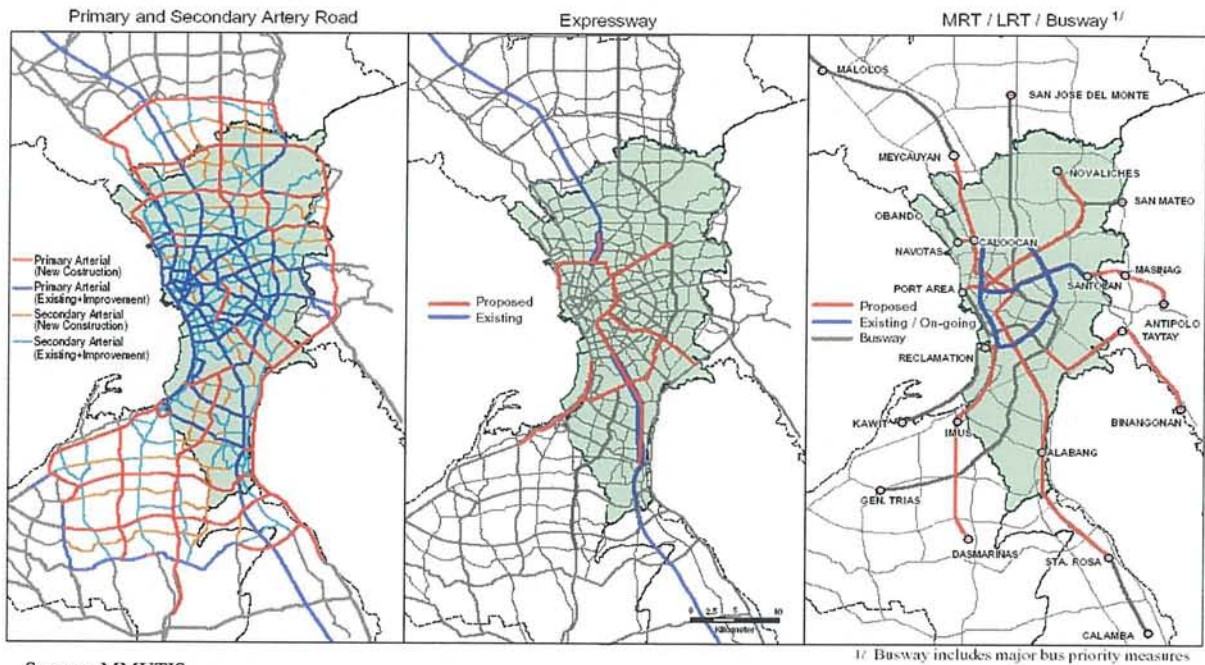 Primary and Secondary Artery Road
Primary Arterial
(New Costruction)
Primary Arterial
(Existing+Improvement)
Secondary Arterial
(New Construction)
Secondary Arterial
(Existing+Improvement)
Expressway
Proposed
Existing
0 2.5 5 10
Kilometer
MRT / LRT / Busway 1/
MALOLOS
SAN JOSE DEL MONTE
MEYCAUYAN
NOVALICHES
SAN MATEO
OBANDO
NAVOTAS
CALOOCAN
MASINAG
SANTOLAN
PORT AREA
Proposed
Existing / On-going
Busway
ANTIPOLO
TAYTAY
RECLAMATION
BINANGONAN
KAWIT
IMUS
ALABANG
GEN. TRIAS
DASMARINAS
STA. ROSA
CALAMBA
1/ Busway includes major bus priority measures